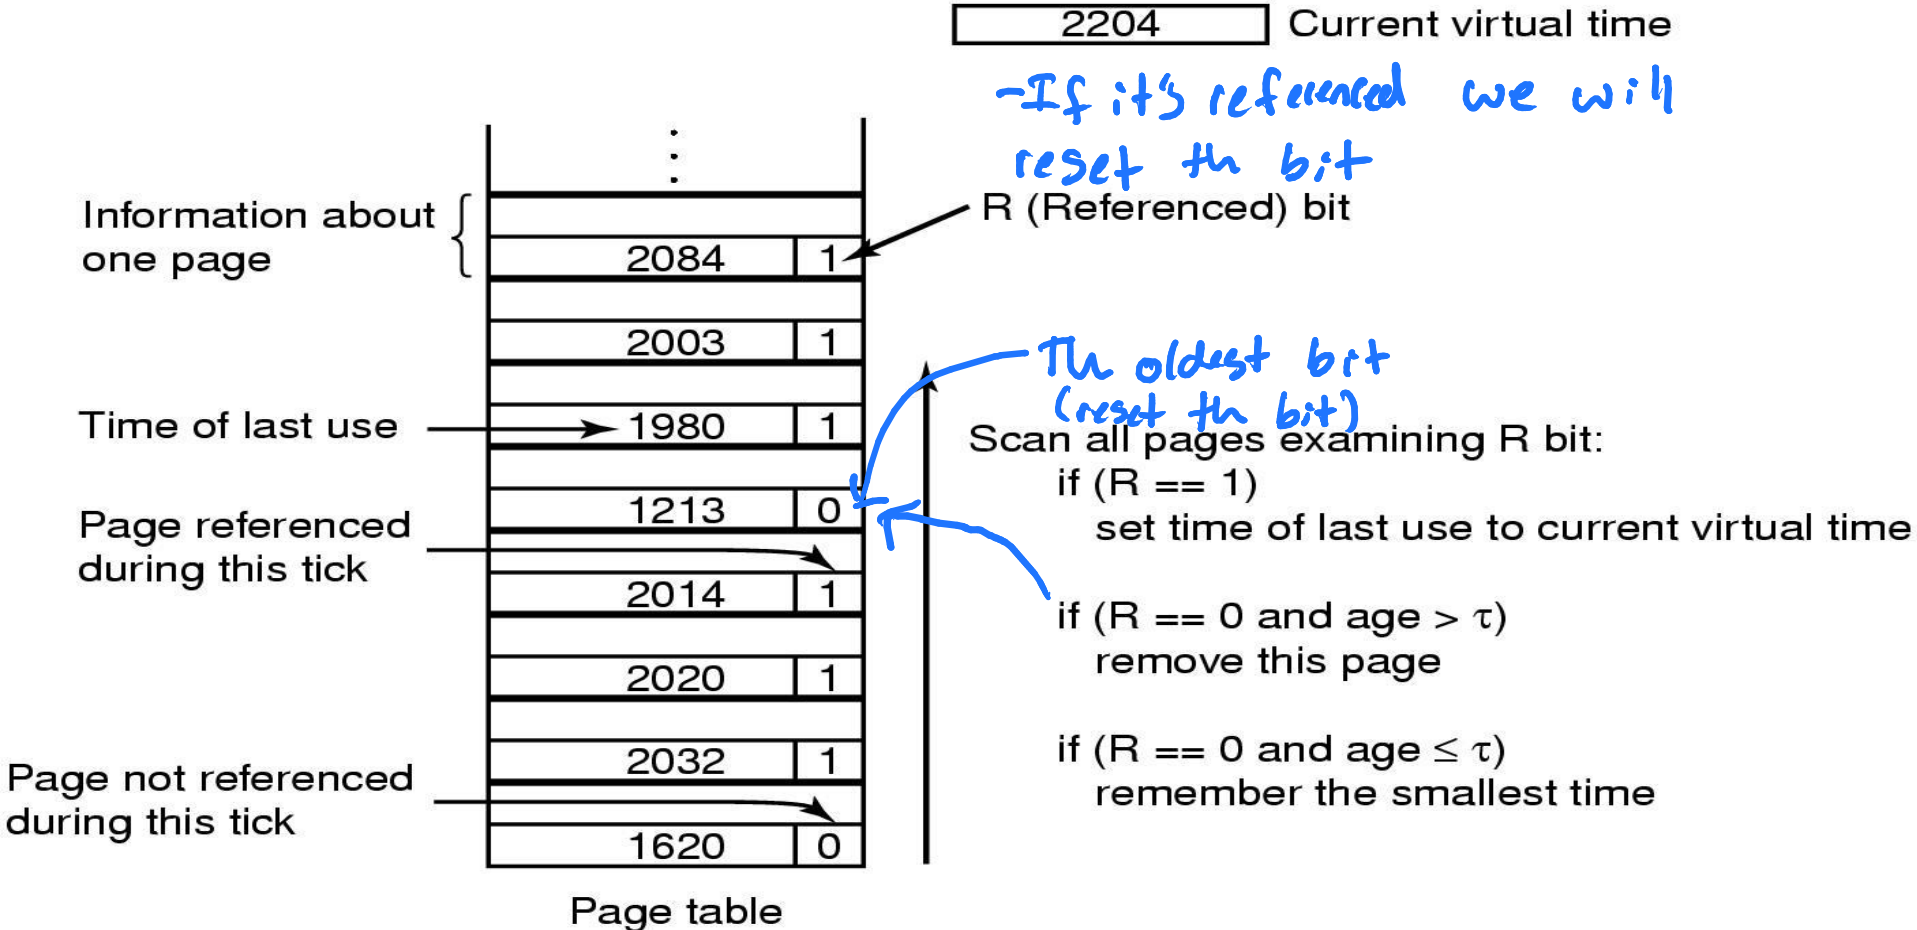 2204 Current virtual time
-If it's referenced we will
reset th bit
R (Referenced) bit
Information about
one page
2084 1
2003 1
Th oldest bit
(reset th bit)
Time of last use
1980 1
Scan all pages examining R bit:
if (R == 1)
set time of last use to current virtual time
1213 0
Page referenced
during this tick
2014 1
if (R == 0 and age > τ)
remove this page
2020 1
if (R == 0 and age ≤ τ)
remember the smallest time
2032 1
Page not referenced
during this tick
1620 0
Page table